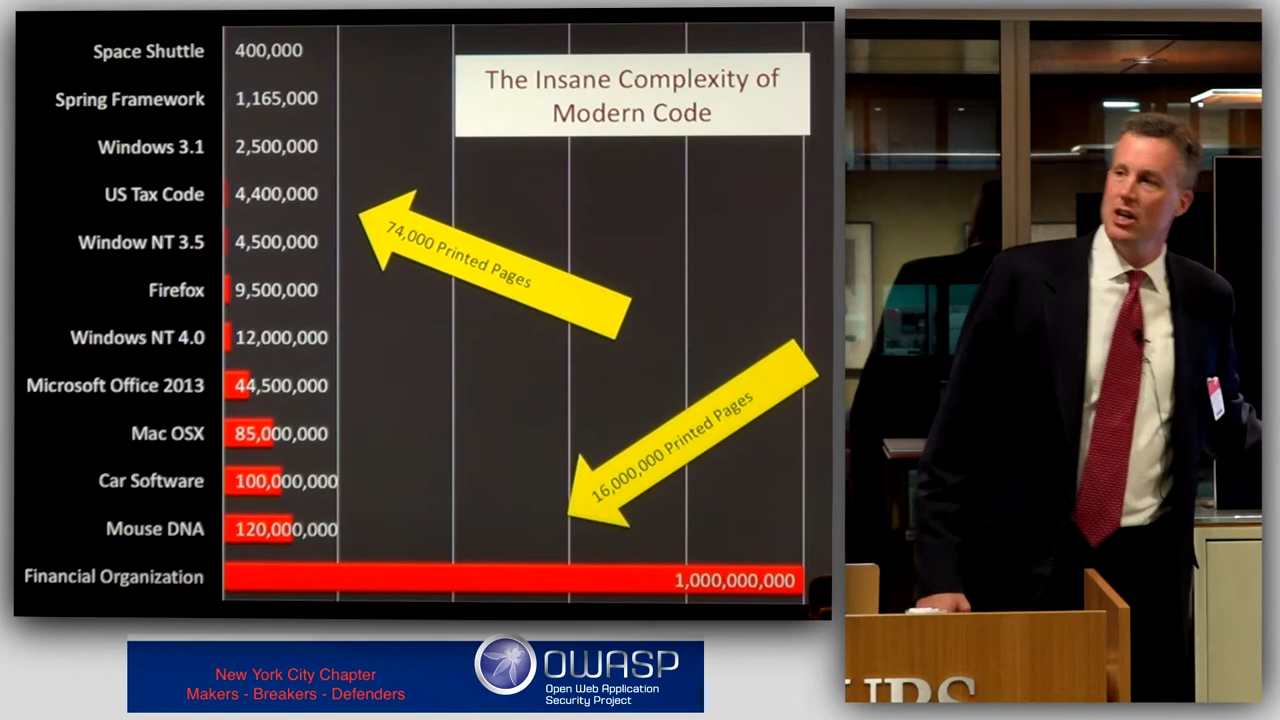 Space Shuttle 400,000
Spring Framework 1,165,000
Windows 3.1 2,500,000
US Tax Code 4,400,000
Window NT 3.5 4,500,000
Firefox 9,500,000
Windows NT 4.0 12,000,000
Microsoft Office 2013 44,500,000
Mac OSX 85,000,000
Car Software 100,000,000
Mouse DNA 120,000,000
Financial Organization 1,000,000,000
The Insane Complexity of
Modern Code
74,000 Printed Pages
16,000,000 Printed Pages
New York City Chapter
Makers - Breakers - Defenders
OWASP
Open Web Application
Security Project